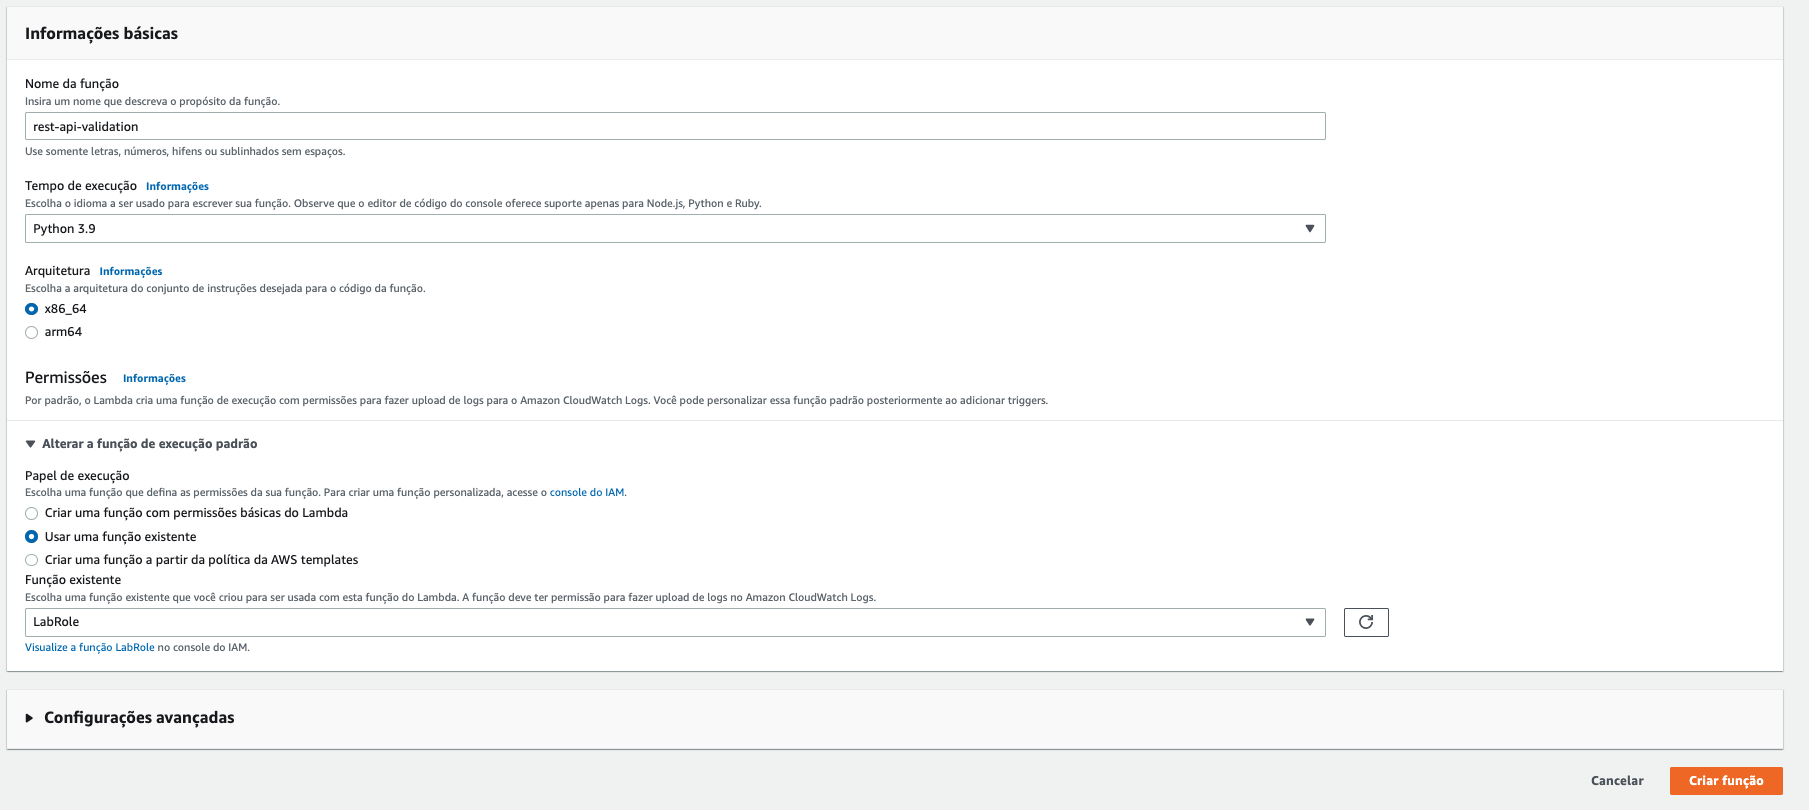 Informações básicas
Nome da função
Insira um nome que descreva o propósito da função.
rest-api-validation
Use somente letras, números, hifens ou sublinhados sem espaços.
Tempo de execução Informações
Escolha o idioma a ser usado para escrever sua função. Observe que o editor de código do console oferece suporte apenas para Node.js, Python e Ruby.
Python 3.9
Arquitetura Informações
Escolha a arquitetura do conjunto de instruções desejada para o código da função.
x86_64
arm64
Permissões Informações
Por padrão, o Lambda cria uma função de execução com permissões para fazer upload de logs para o Amazon CloudWatch Logs. Você pode personalizar essa função padrão posteriormente ao adicionar triggers.
Alterar a função de execução padrão
Papel de execução
Escolha uma função que defina as permissões da sua função. Para criar uma função personalizada, acesse o console do IAM.
Criar uma função com permissões básicas do Lambda
Usar uma função existente
Criar uma função a partir da política da AWS templates
Função existente
Escolha uma função existente que você criou para ser usada com esta função do Lambda. A função deve ter permissão para fazer upload de logs no Amazon CloudWatch Logs.
LabRole
Visualize a função LabRole no console do IAM.
Configurações avançadas
Cancelar Criar função